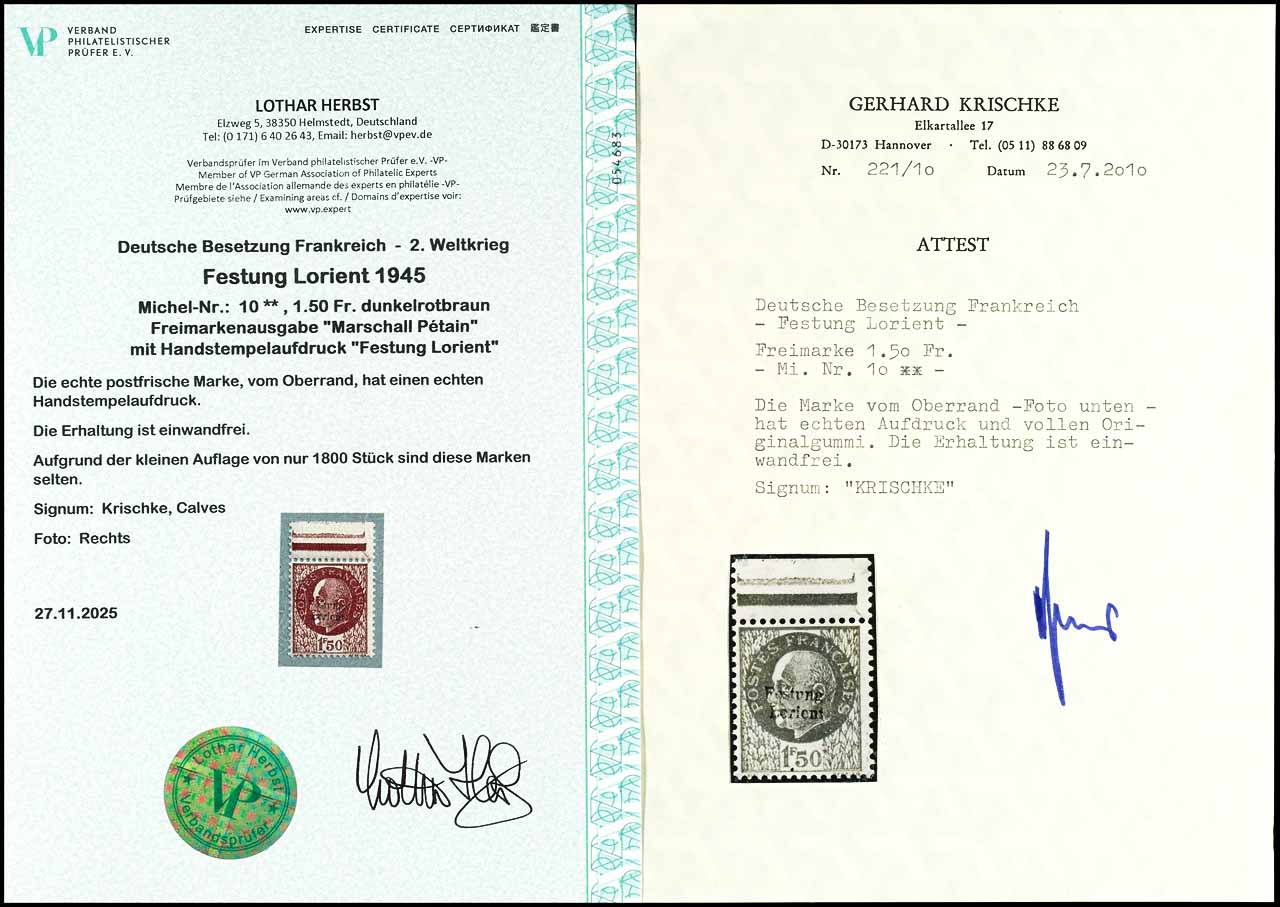 VP
VERBAND
PHILATELISTISCHER
PRÜFER E. V.
EXPERTISE CERTIFICATE СЕРТИФИКАТ 鑑定書
LOTHAR HERBST
Elzweg 5, 38350 Helmstedt, Deutschland
Tel: (0 171) 6 40 26 43, Email: herbst@vpev.de
Verbandsprüfer im Verband philatelistischer Prüfer e.V. -VP-
Member of VP German Association of Philatelic Experts
Membre de l'Association allemande des experts en philatélie -VP-
Prüfgebiete siehe / Examining areas cf. / Domains d'expertise voir:
www.vp.expert
054683
Deutsche Besetzung Frankreich - 2. Weltkrieg
Festung Lorient 1945
Michel-Nr.: 10 ** , 1.50 Fr. dunkelrotbraun
Freimarkenausgabe "Marschall Pétain"
mit Handstempelaufdruck "Festung Lorient"
Die echte postfrische Marke, vom Oberrand, hat einen echten
Handstempelaufdruck.
Die Erhaltung ist einwandfrei.
Aufgrund der kleinen Auflage von nur 1800 Stück sind diese Marken
selten.
Signum: Krischke, Calves
Foto: Rechts
POSTES FRANÇAISES
Festung
Lorient
1F50
27.11.2025
Lothar Herbst
VP
Verbandsprüfer
Lothar Herbst
GERHARD KRISCHKE
Elkartallee 17
D-30173 Hannover · Tel. (05 11) 88 68 09
Nr. 221/10 Datum 23.7.2010
ATTEST
Deutsche Besetzung Frankreich
- Festung Lorient -
Freimarke 1.50 Fr.
- Mi. Nr. 10 ** -
Die Marke vom Oberrand -Foto unten -
hat echten Aufdruck und vollen Ori-
ginalgummi. Die Erhaltung ist ein-
wandfrei.
Signum: "KRISCHKE"
POSTES FRANÇAISES
Festung
Lorient
1F50